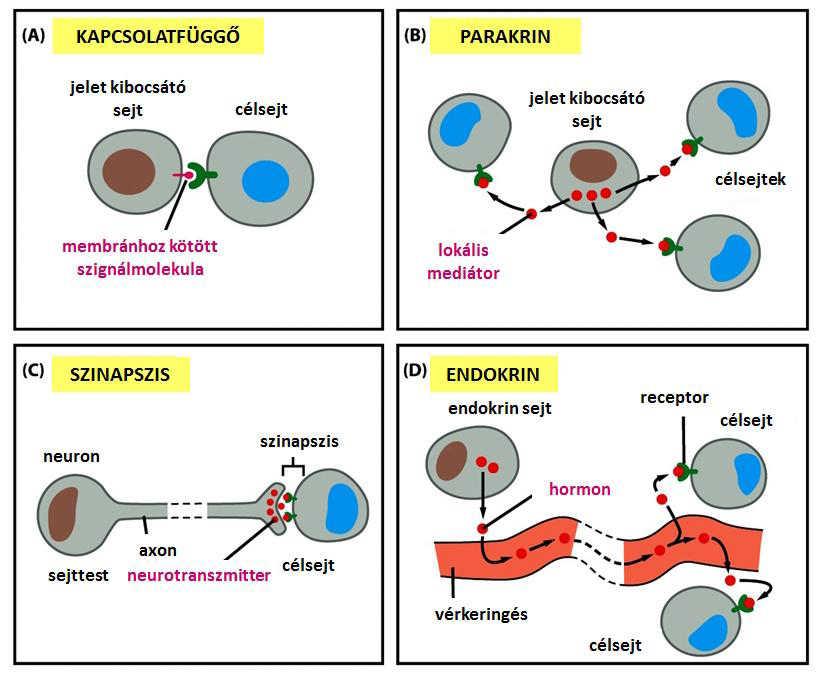 (A) KAPCSOLATFÜGGŐ
jelet kibocsátó
sejt
célsejt
membránhoz kötött
szignálmolekula
(B) PARAKRIN
jelet kibocsátó
sejt
célsejtek
lokális
mediátor
(C) SZINAPSZIS
szinapszis
neuron
axon
neurotranszmitter
sejttest
célsejt
(D) ENDOKRIN
endokrin sejt
receptor
célsejt
hormon
vérkeringés
célsejt